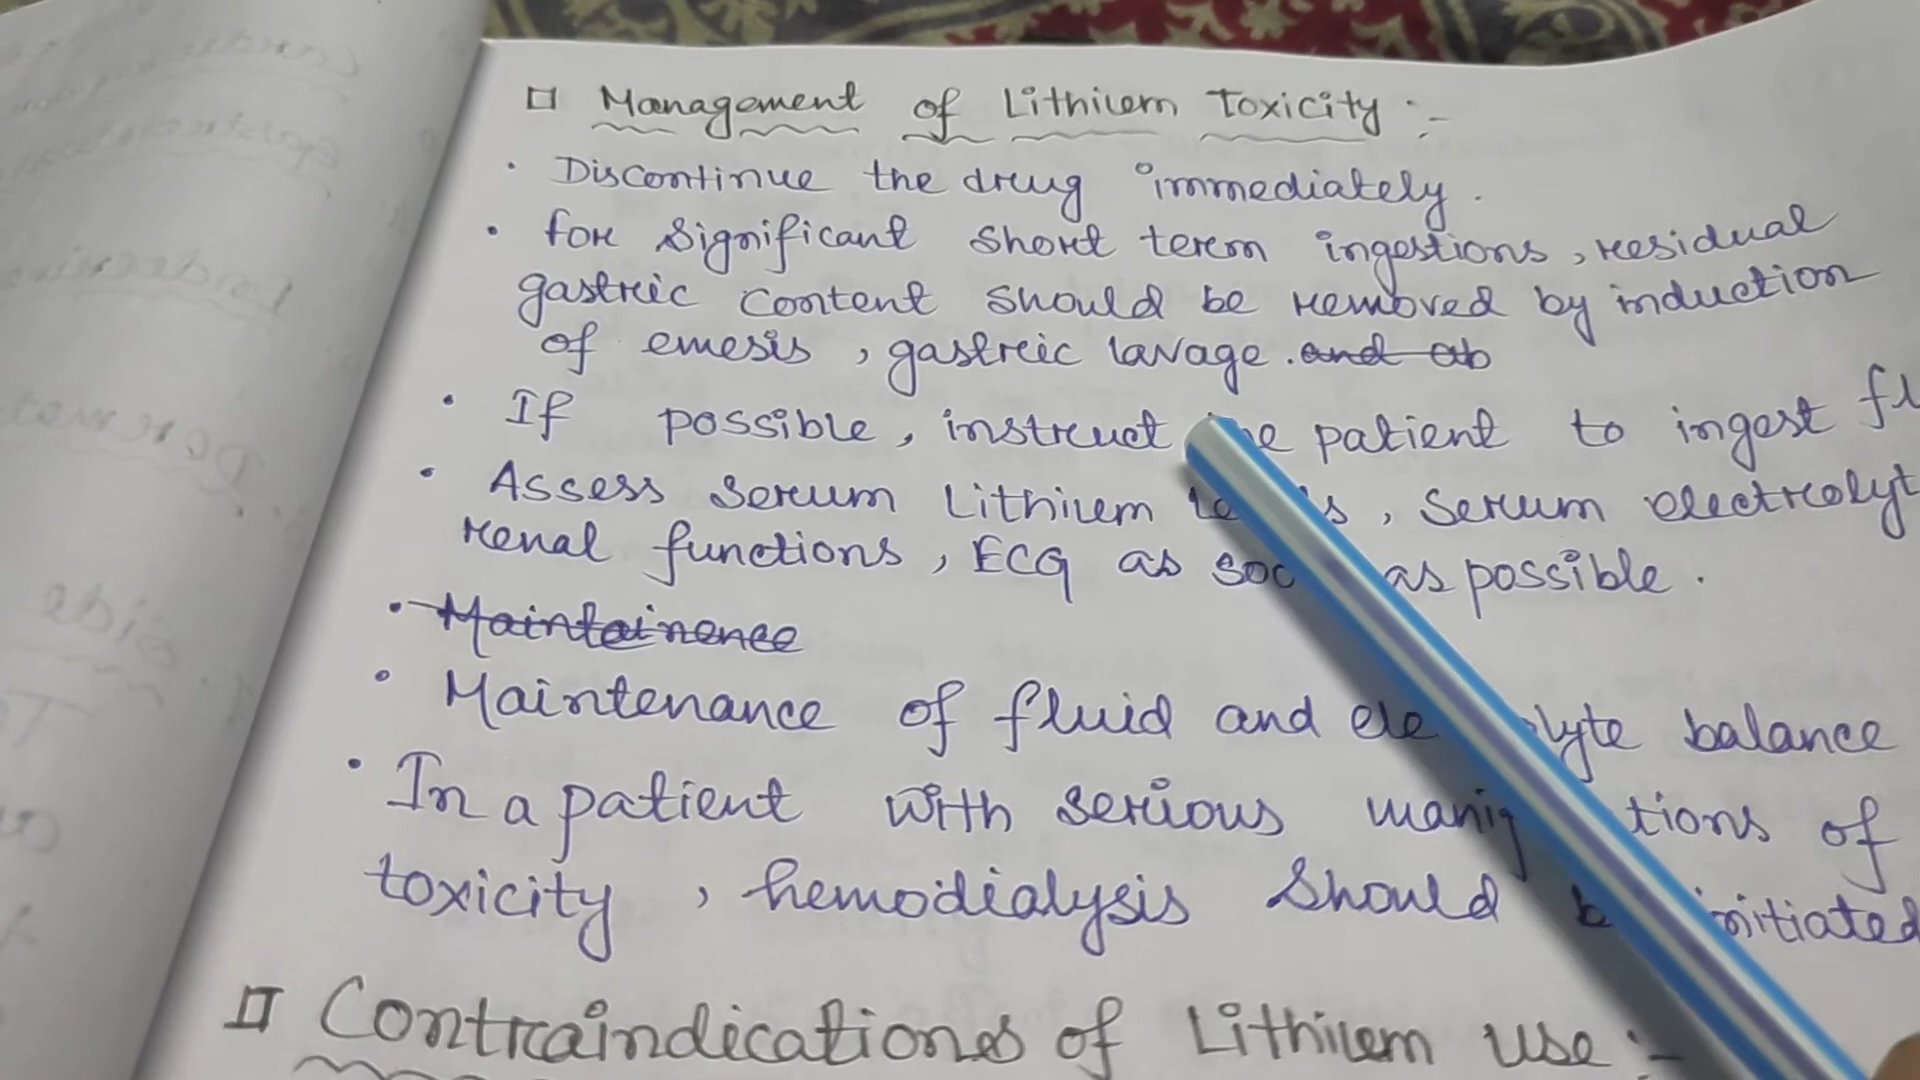 Management of Lithium Toxicity :-
• Discontinue the drug immediately.
• for significant short term ingestions, residual
gastric content should be removed by induction
of emesis, gastric lavage. and ab
• If possible, instruct patient to ingest
• Assess serum Lithium , serum
renal functions, ECG as as possible.
• Maintainence
• Maintenance of fluid and balance
• In a patient with serious of
toxicity, hemodialysis should initiated
Contraindications of Lithium use :-